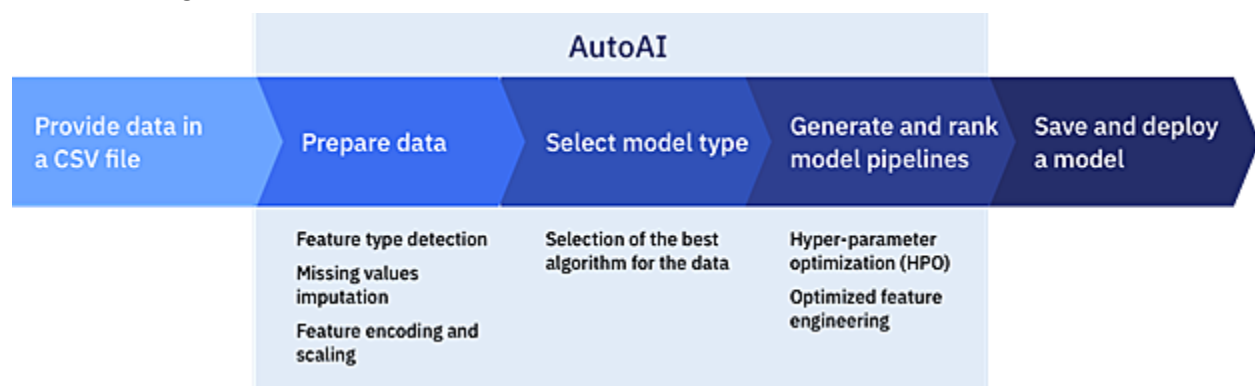 AutoAI
Provide data in
a CSV file
Prepare data
Select model type
Generate and rank
model pipelines
Save and deploy
a model
Feature type detection
Missing values
imputation
Feature encoding and
scaling
Selection of the best
algorithm for the data
Hyper-parameter
optimization (HPO)
Optimized feature
engineering